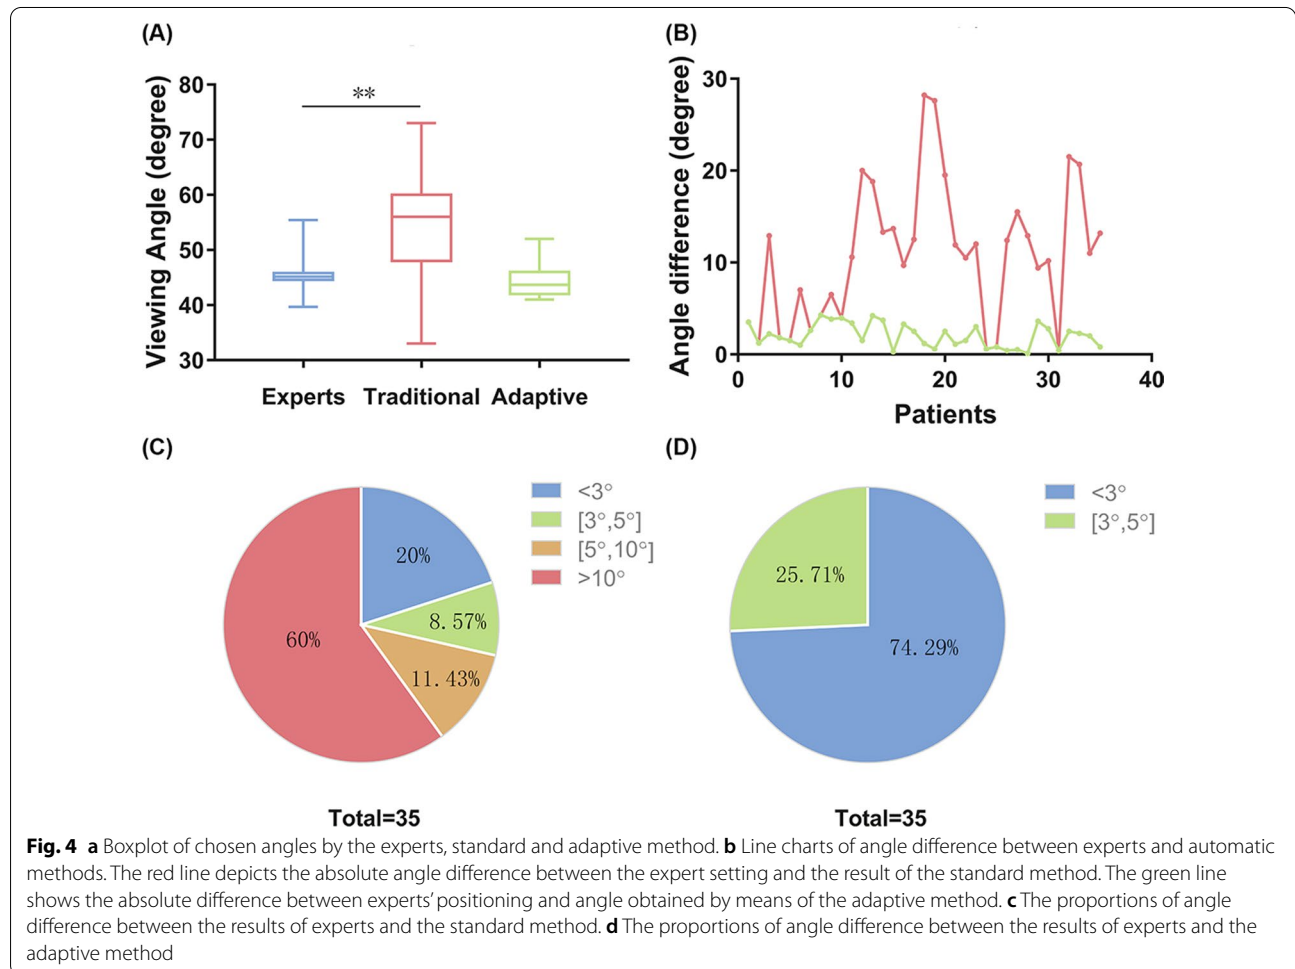 (A)
Viewing Angle (degree)
80
70
60
50
40
30
**
Experts Traditional Adaptive
(B)
Angle difference (degree)
30
20
10
0
0 10 20 30 40
Patients
(C)
20%
8.57%
11.43%
60%
<3°
[3°,5°]
[5°,10°]
>10°
Total=35
(D)
25.71%
74.29%
<3°
[3°,5°]
Total=35
Fig. 4 a Boxplot of chosen angles by the experts, standard and adaptive method. b Line charts of angle difference between experts and automatic
methods. The red line depicts the absolute angle difference between the expert setting and the result of the standard method. The green line
shows the absolute difference between experts' positioning and angle obtained by means of the adaptive method. c The proportions of angle
difference between the results of experts and the standard method. d The proportions of angle difference between the results of experts and the
adaptive method